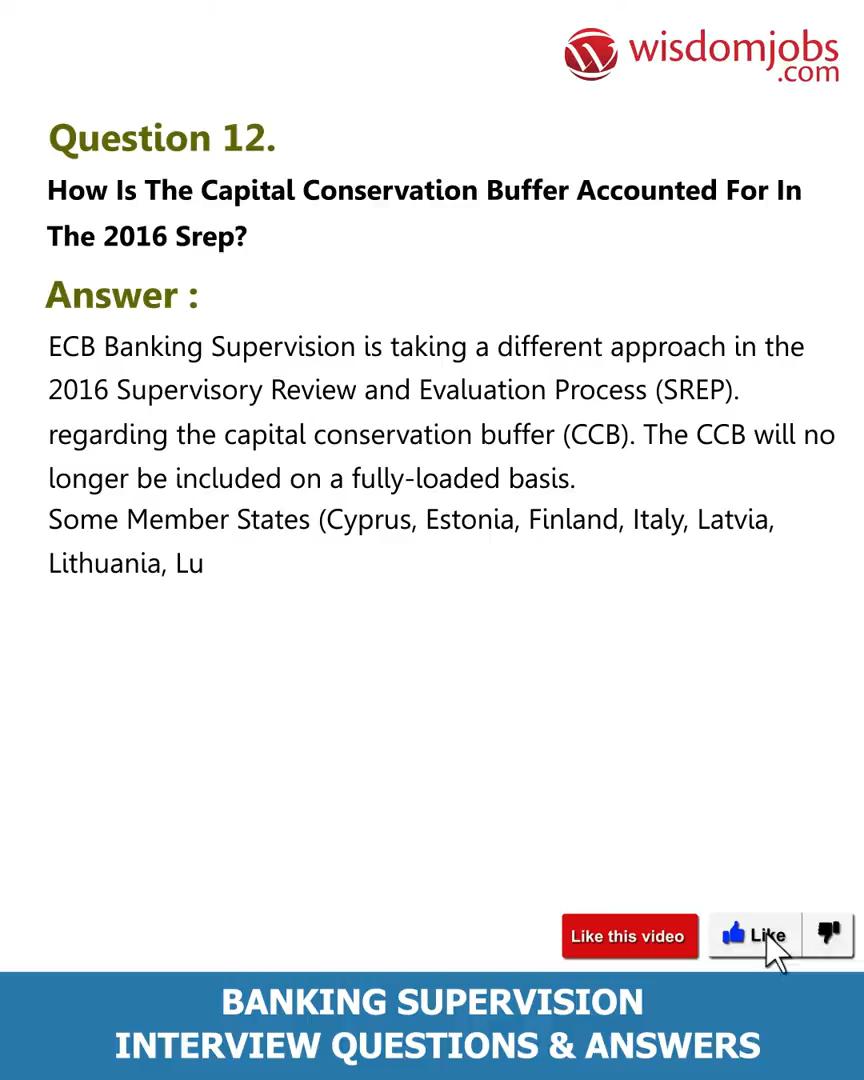 wisdomjobs
.com
Question 12.
How Is The Capital Conservation Buffer Accounted For In
The 2016 Srep?
Answer :
ECB Banking Supervision is taking a different approach in the
2016 Supervisory Review and Evaluation Process (SREP).
regarding the capital conservation buffer (CCB). The CCB will no
longer be included on a fully-loaded basis.
Some Member States (Cyprus, Estonia, Finland, Italy, Latvia,
Lithuania, Lu
Like this video
Like
BANKING SUPERVISION
INTERVIEW QUESTIONS & ANSWERS